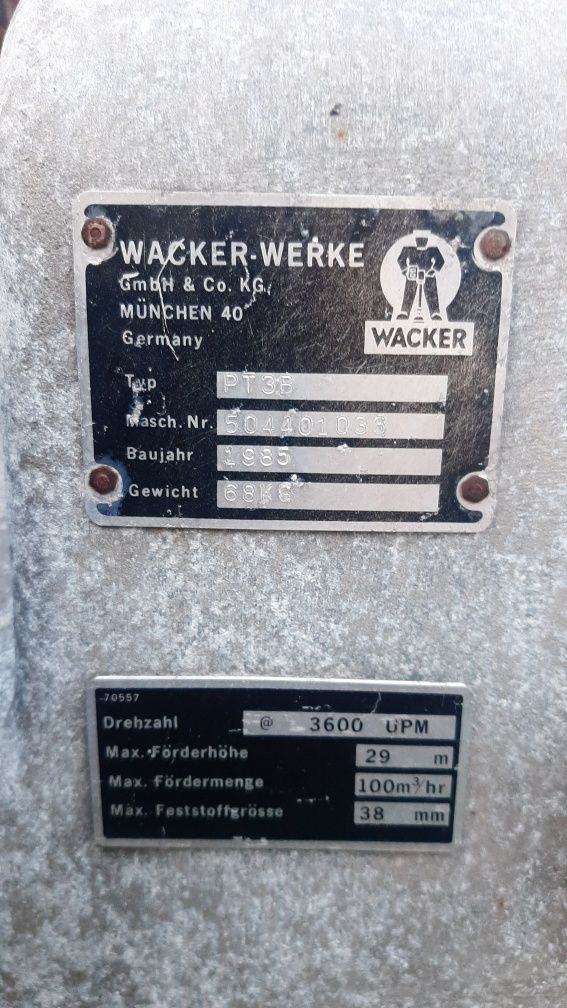 WACKER-WERKE
GmbH & Co. KG.
MÜNCHEN 40
Germany
WACKER
Typ PT3B
Masch. Nr. 504401033
Baujahr 1985
Gewicht 68KG
70557
Drehzahl @ 3600 UPM
Max. Förderhöhe 29 m
Max. Fördermenge 100m³/hr
Max. Feststoffgrösse 38 mm